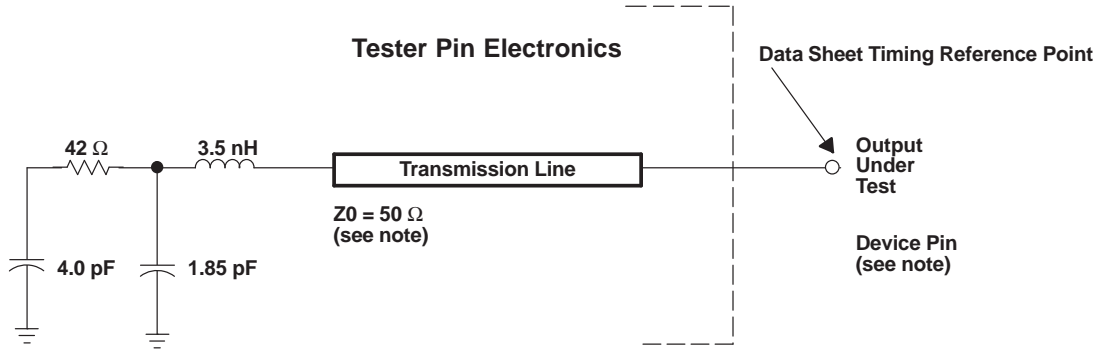 Tester Pin Electronics
Data Sheet Timing Reference Point
42 Ω
3.5 nH
Transmission Line
Output
Under
Test
Z0 = 50 Ω
(see note)
Device Pin
(see note)
4.0 pF
1.85 pF